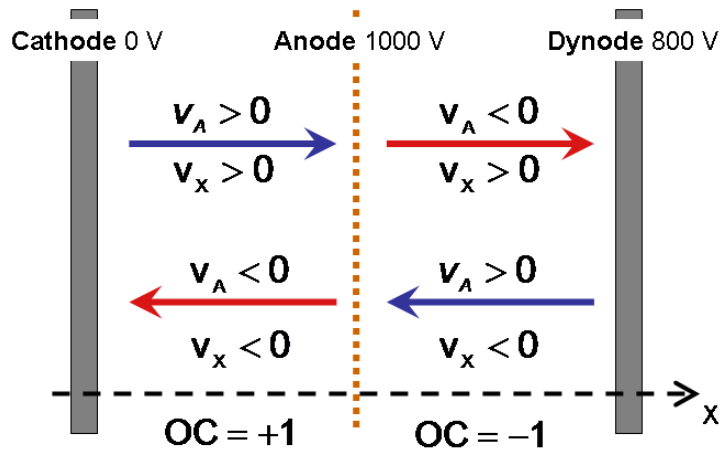 Cathode 0 V Anode 1000 V Dynode 800 V
v_A > 0 v_A < 0
v_X > 0 v_X > 0
v_A < 0 v_A > 0
v_X < 0 v_X < 0
X
OC = +1 OC = −1